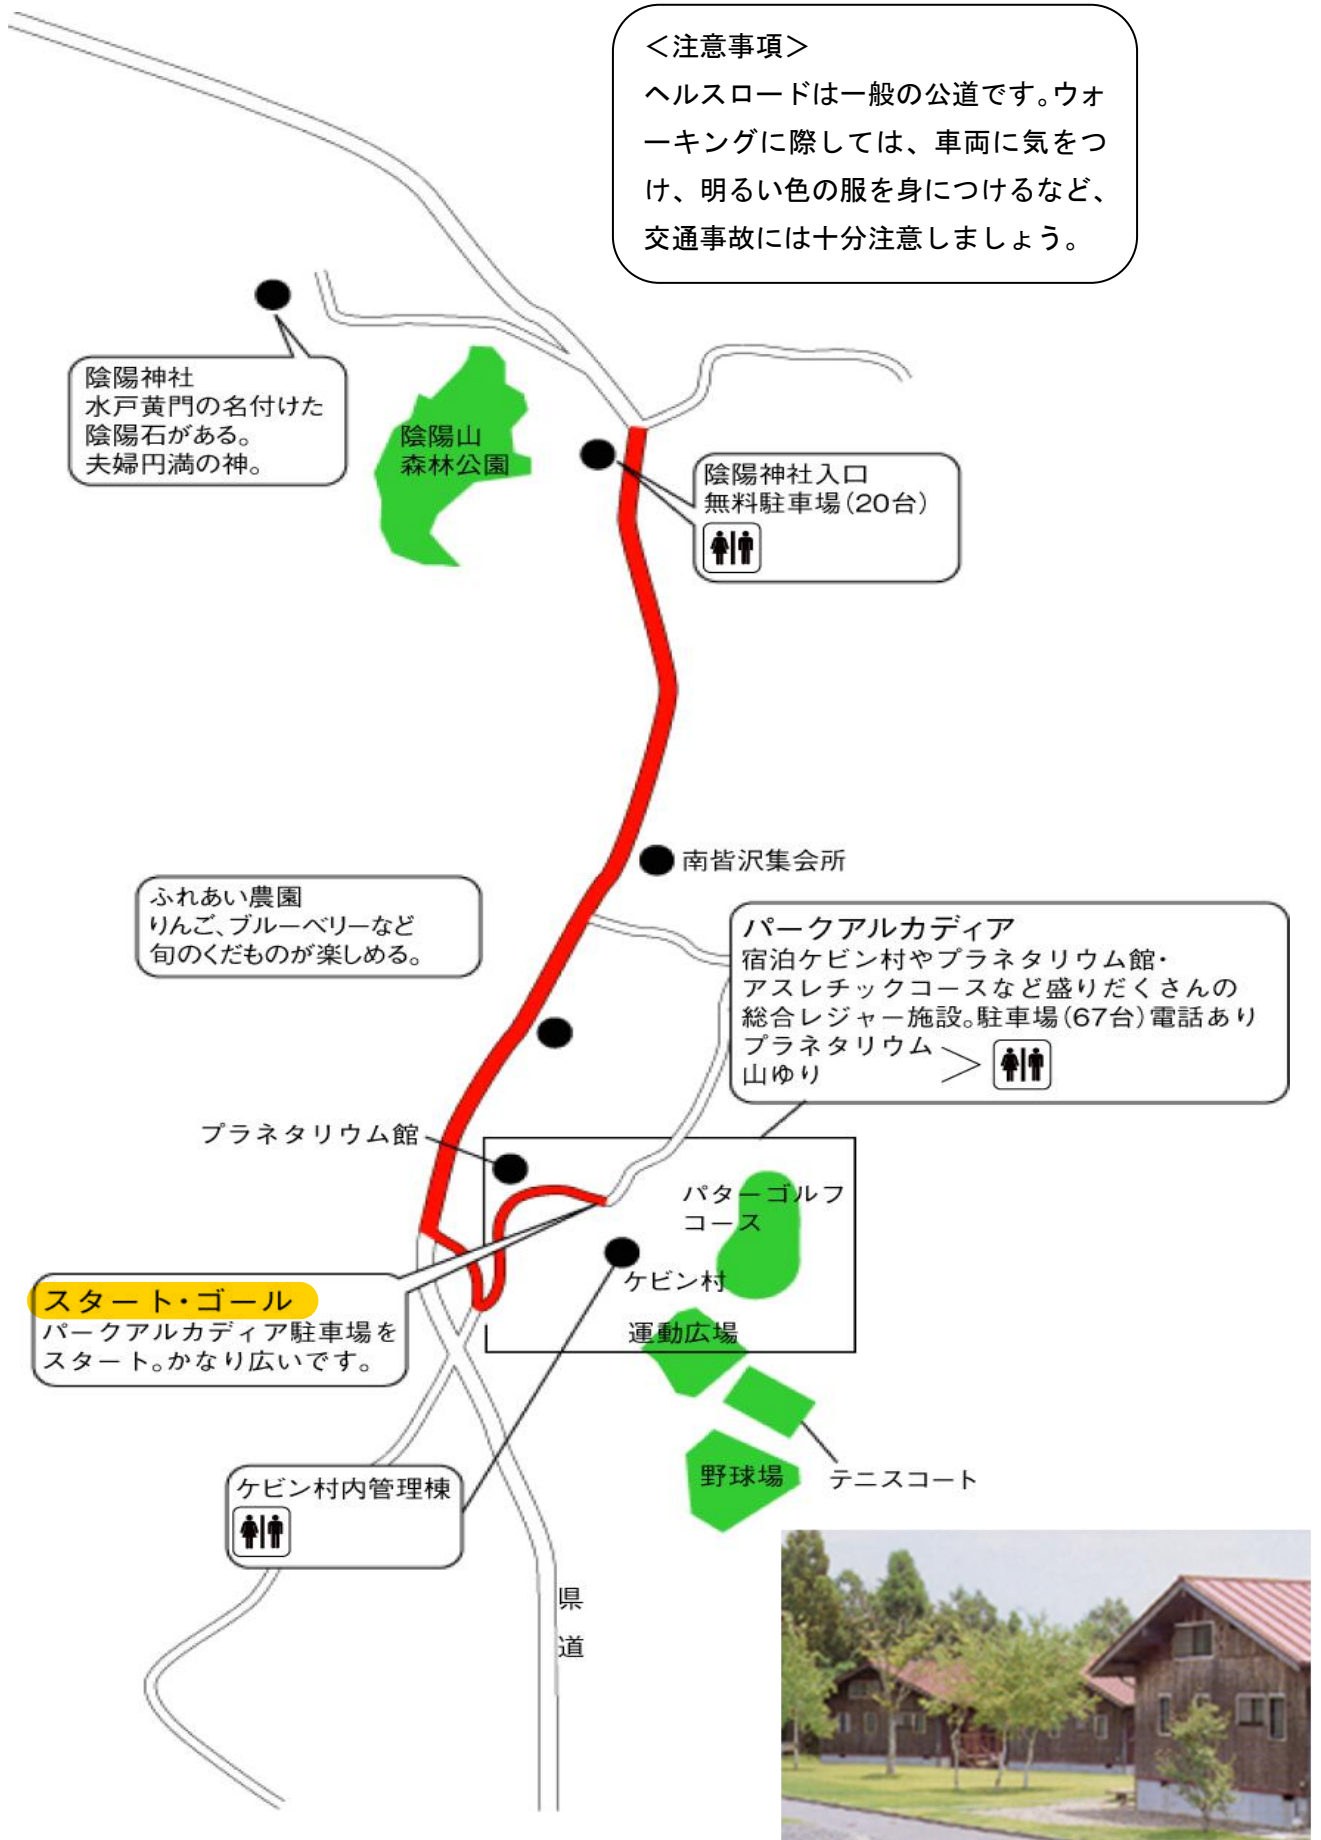 ＜注意事項＞
ヘルスロードは一般の公道です。ウォ
ーキングに際しては、車両に気をつ
け、明るい色の服を身につけるなど、
交通事故には十分注意しましょう。
陰陽神社
水戸黄門の名付けた
陰陽石がある。
夫婦円満の神。
陰陽山
森林公園
陰陽神社入口
無料駐車場(20台)
南皆沢集会所
ふれあい農園
りんご、ブルーベリーなど
旬のくだものが楽しめる。
パークアルカディア
宿泊ケビン村やプラネタリウム館・
アスレチックコースなど盛りだくさんの
総合レジャー施設。駐車場(67台)電話あり
プラネタリウム
山ゆり
プラネタリウム館
パターゴルフ
コース
ケビン村
運動広場
スタート・ゴール
パークアルカディア駐車場を
スタート。かなり広いです。
ケビン村内管理棟
野球場
テニスコート
県
道